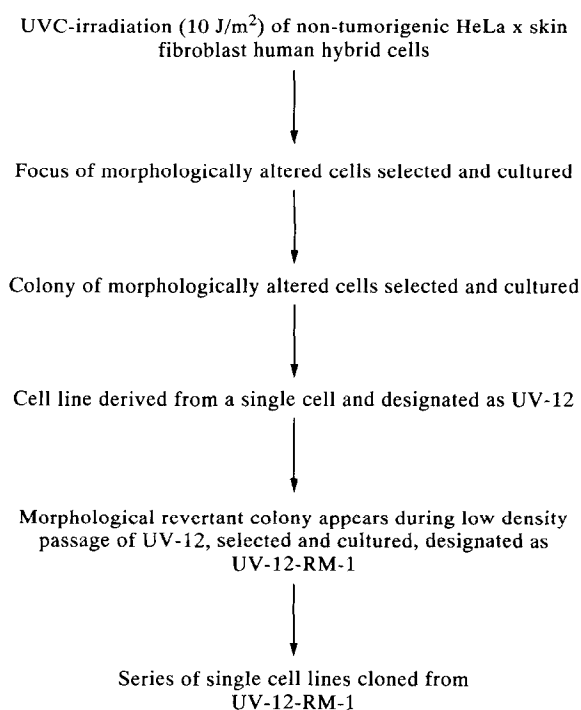 UVC-irradiation (10 J/m²) of non-tumorigenic HeLa x skin
fibroblast human hybrid cells
Focus of morphologically altered cells selected and cultured
Colony of morphologically altered cells selected and cultured
Cell line derived from a single cell and designated as UV-12
Morphological revertant colony appears during low density
passage of UV-12, selected and cultured, designated as
UV-12-RM-1
Series of single cell lines cloned from
UV-12-RM-1